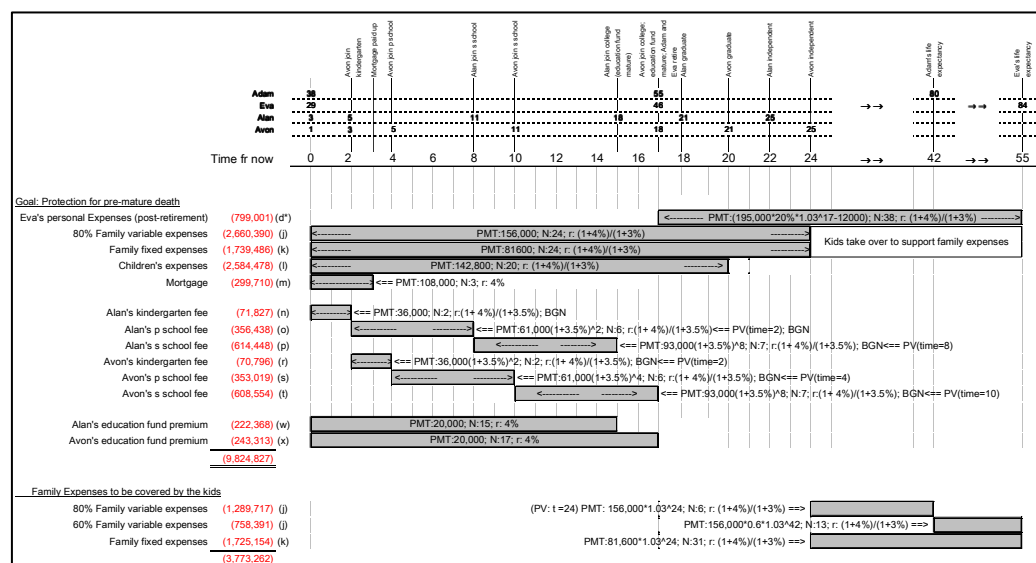 Avon join kindergarten
Mortgage paid up
Avon join p school
Alan join s school
Avon join s school
Alan join college (education fund mature)
Avon join college; education fund mature; Adam and Eva retire
Alan graduate
Avon graduate
Alan independent
Avon independent
Adam's life expectancy
Eva's life expectancy
Adam 38 55 80
Eva 29 46 →→ →→ 84
Alan 3 5 11 18 21 25
Avon 1 3 5 11 18 21 25
Time fr now 0 2 4 6 8 10 12 14 16 18 20 22 24 →→ 42 →→ 55
Goal: Protection for pre-mature death
Eva's personal Expenses (post-retirement) (799,001) (d*) <---------- PMT:(195,000*20%*1.03^17-12000); N:38; r: (1+4%)/(1+3%) ---------->
80% Family variable expenses (2,660,390) (j) <---------- PMT:156,000; N:24; r: (1+4%)/(1+3%) ---------->
Family fixed expenses (1,739,486) (k) <---------- PMT:81600; N:24; r: (1+4%)/(1+3%) ---------->
Kids take over to support family expenses
Children's expenses (2,584,478) (l) <---------- PMT:142,800; N:20; r: (1+4%)/(1+3%) ---------->
Mortgage (299,710) (m) <---------------> <== PMT:108,000; N:3; r: 4%
Alan's kindergarten fee (71,827) (n) <---------> <== PMT:36,000; N:2; r:(1+ 4%)/(1+3.5%); BGN
Alan's p school fee (356,438) (o) <---------- ----------> <== PMT:61,000(1+3.5%)^2; N:6; r:(1+ 4%)/(1+3.5%)<== PV(time=2); BGN
Alan's s school fee (614,448) (p) <----------- ----------> <== PMT:93,000(1+3.5%)^8; N:7; r:(1+ 4%)/(1+3.5%); BGN<== PV(time=8)
Avon's kindergarten fee (70,796) (r) <---------> <== PMT:36,000(1+3.5%)^2; N:2; r:(1+ 4%)/(1+3.5%); BGN<== PV(time=2)
Avon's p school fee (353,019) (s) <---------- ----------> <== PMT:61,000(1+3.5%)^4; N:6; r:(1+ 4%)/(1+3.5%); BGN<== PV(time=4)
Avon's s school fee (608,554) (t) <----------- ----------> <== PMT:93,000(1+3.5%)^8; N:7; r:(1+ 4%)/(1+3.5%); BGN<== PV(time=10)
Alan's education fund premium (222,368) (w) PMT:20,000; N:15; r: 4%
Avon's education fund premium (243,313) (x) PMT:20,000; N:17; r: 4%
(9,824,827)
Family Expenses to be covered by the kids
80% Family variable expenses (1,289,717) (j) (PV: t =24) PMT: 156,000*1.03^24; N:6; r: (1+4%)/(1+3%) ==>
60% Family variable expenses (758,391) (j) PMT:156,000*0.6*1.03^42; N:13; r: (1+4%)/(1+3%) ==>
Family fixed expenses (1,725,154) (k) PMT:81,600*1.03^24; N:31; r: (1+4%)/(1+3%) ==>
(3,773,262)